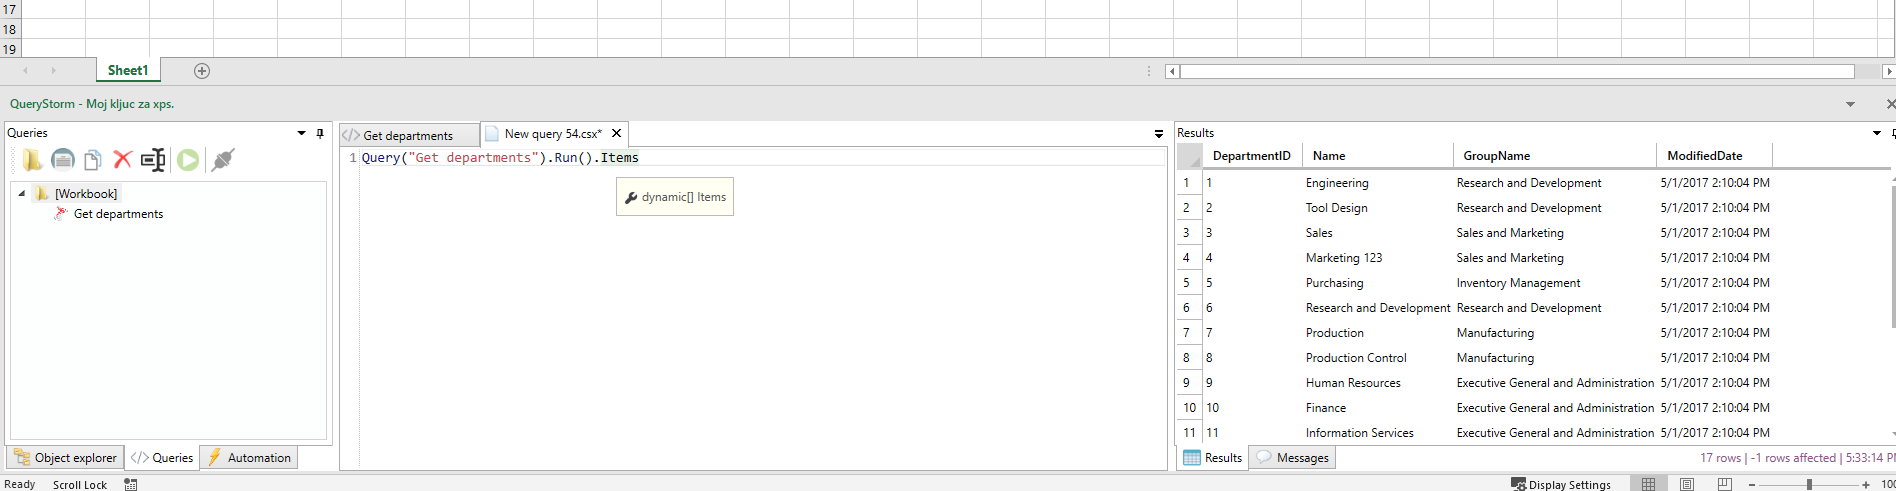 17
18
19
Sheet1
QueryStorm - Moj kljuc za xps.
Queries
[Workbook]
Get departments
Object explorer
Queries
Automation
Get departments
New query 54.csx*
1 Query("Get departments").Run().Items
dynamic[] Items
Results
DepartmentID Name GroupName ModifiedDate
1 1 Engineering Research and Development 5/1/2017 2:10:04 PM
2 2 Tool Design Research and Development 5/1/2017 2:10:04 PM
3 3 Sales Sales and Marketing 5/1/2017 2:10:04 PM
4 4 Marketing 123 Sales and Marketing 5/1/2017 2:10:04 PM
5 5 Purchasing Inventory Management 5/1/2017 2:10:04 PM
6 6 Research and Development Research and Development 5/1/2017 2:10:04 PM
7 7 Production Manufacturing 5/1/2017 2:10:04 PM
8 8 Production Control Manufacturing 5/1/2017 2:10:04 PM
9 9 Human Resources Executive General and Administration 5/1/2017 2:10:04 PM
10 10 Finance Executive General and Administration 5/1/2017 2:10:04 PM
11 11 Information Services Executive General and Administration 5/1/2017 2:10:04 PM
Results
Messages
17 rows | -1 rows affected | 5:33:14 PM
Ready
Scroll Lock
Display Settings
100